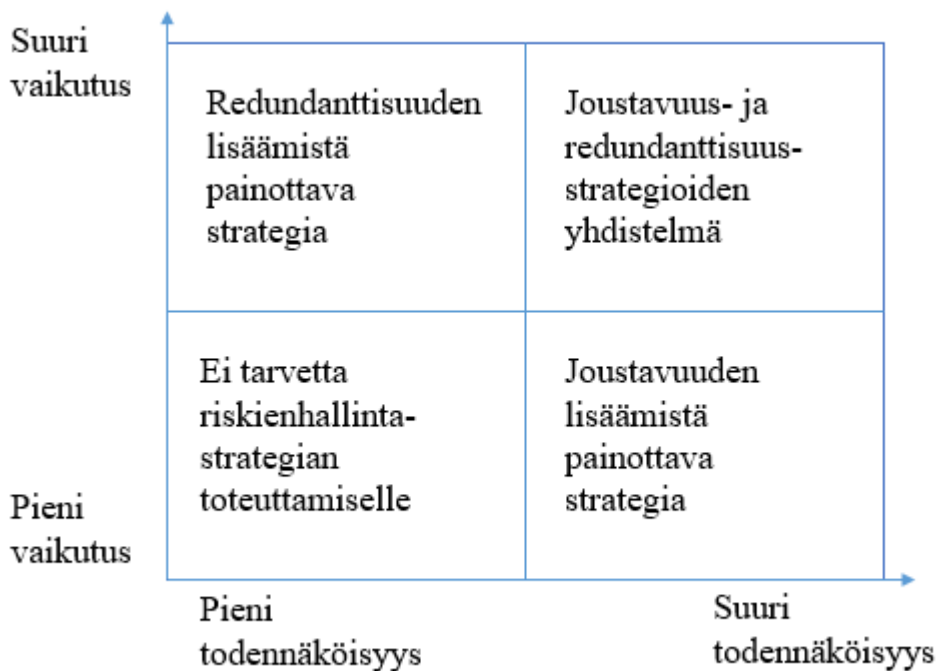 Suuri
vaikutus
Redundanttisuuden
lisäämistä
painottava
strategia
Joustavuus- ja
redundanttisuus-
strategioiden
yhdistelmä
Ei tarvetta
riskienhallinta-
strategian
toteuttamiselle
Joustavuuden
lisäämistä
painottava
strategia
Pieni
vaikutus
Pieni
todennäköisyys
Suuri
todennäköisyys